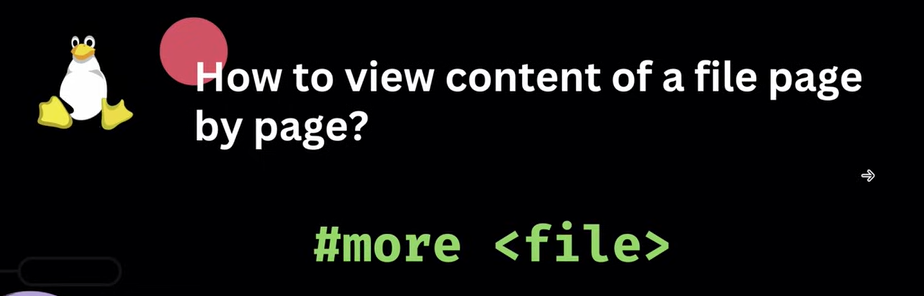 How to view content of a file page
by page?
#more <file>